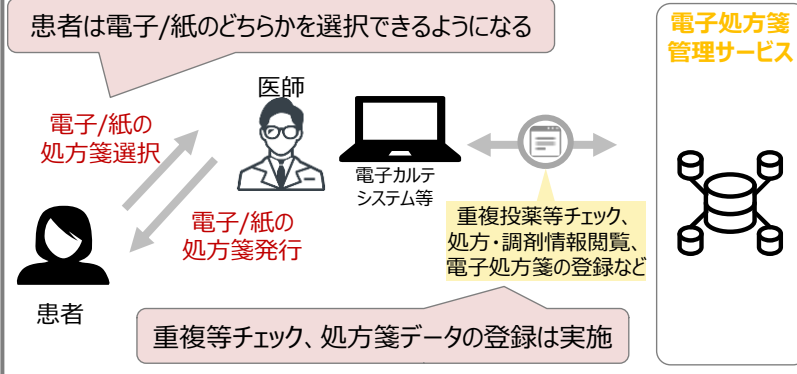 患者は電子/紙のどちらかを選択できるようになる
電子処方箋
管理サービス
医師
電子/紙の
処方箋選択
電子カルテ
システム等
電子/紙の
処方箋発行
重複投薬等チェック、
処方・調剤情報閲覧、
電子処方箋の登録など
患者
重複等チェック、処方箋データの登録は実施